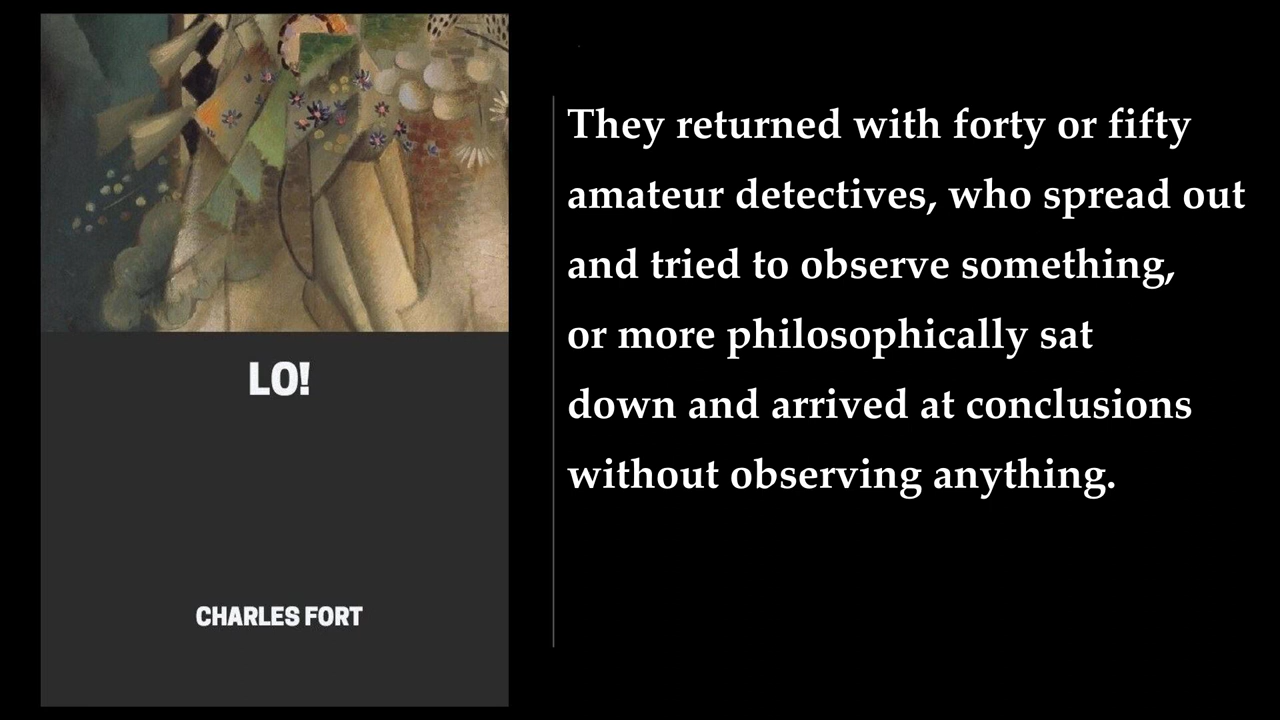 LO!
CHARLES FORT
They returned with forty or fifty
amateur detectives, who spread out
and tried to observe something,
or more philosophically sat
down and arrived at conclusions
without observing anything.